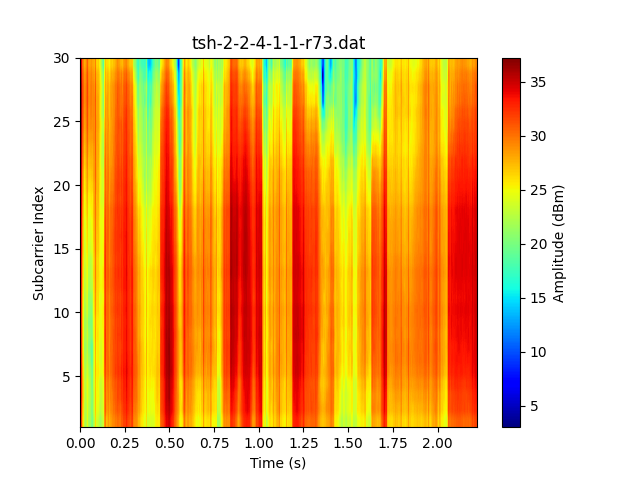 tsh-2-2-4-1-1-r73.dat
30
25
20
15
10
5
Subcarrier Index
0.00 0.25 0.50 0.75 1.00 1.25 1.50 1.75 2.00
Time (s)
35
30
25
20
15
10
5
Amplitude (dBm)